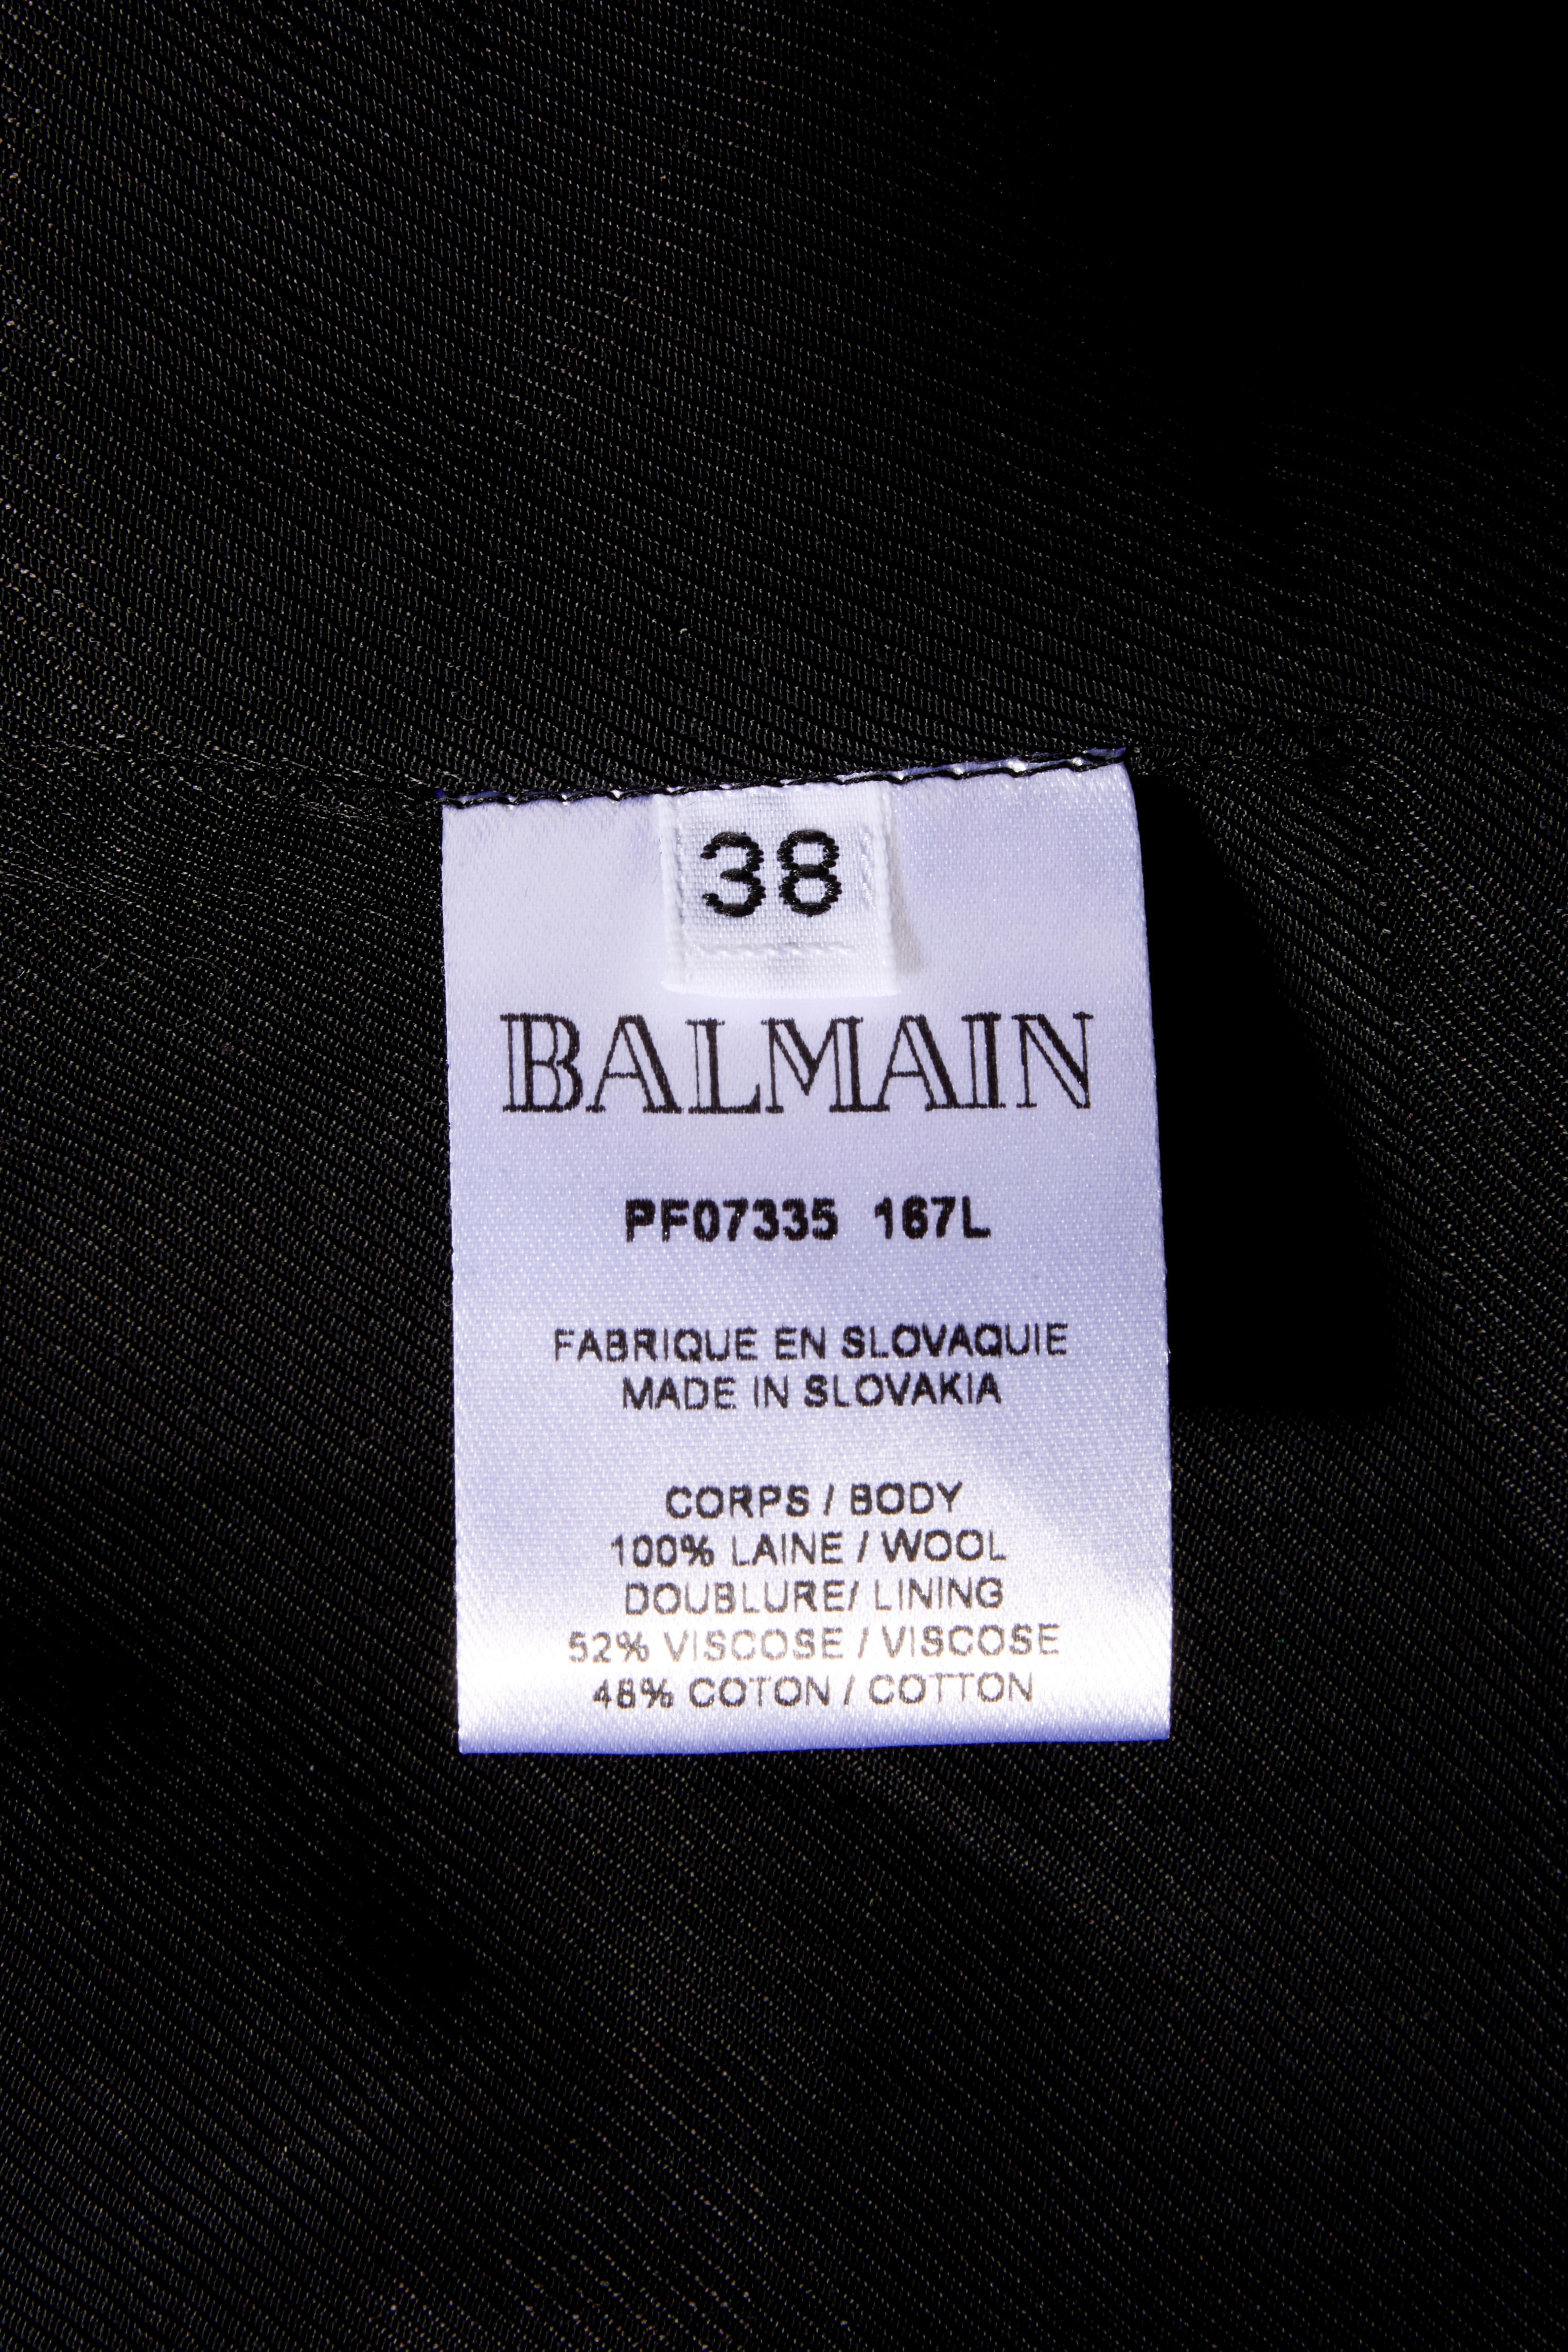 38
BALMAIN
PF07335 167L
FABRIQUE EN SLOVAQUIE
MADE IN SLOVAKIA
CORPS / BODY
100% LAINE / WOOL
DOUBLURE/ LINING
52% VISCOSE / VISCOSE
48% COTON / COTTON